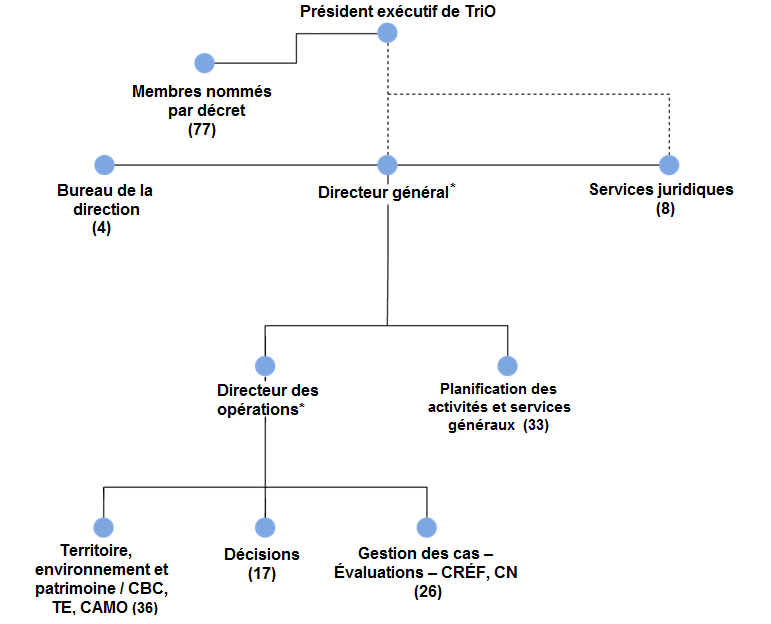 Président exécutif de TriO
Membres nommés
par décret
(77)
Bureau de la
direction
(4)
Directeur général*
Services juridiques
(8)
Directeur des
opérations*
Planification des
activités et services
généraux (33)
Territoire,
environnement et
patrimoine / CBC,
TE, CAMO (36)
Décisions
(17)
Gestion des cas –
Évaluations – CRÉF, CN
(26)